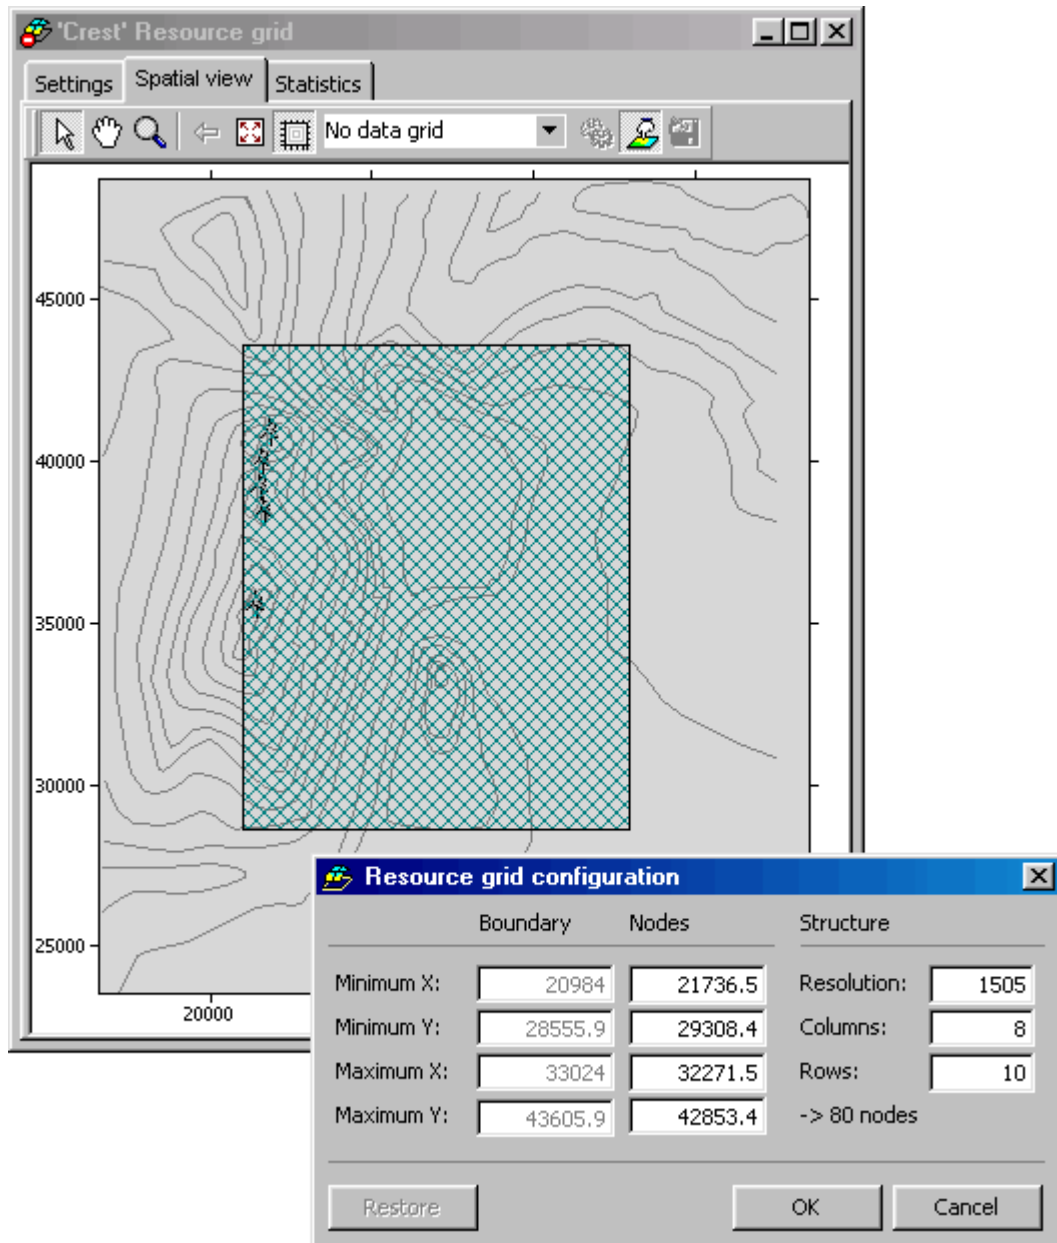 'Crest' Resource grid
Settings Spatial view Statistics
No data grid
45000
40000
35000
30000
25000
20000
Resource grid configuration
Boundary Nodes Structure
Minimum X: 20984 21736.5 Resolution: 1505
Minimum Y: 28555.9 29308.4 Columns: 8
Maximum X: 33024 32271.5 Rows: 10
Maximum Y: 43605.9 42853.4 -> 80 nodes
Restore OK Cancel